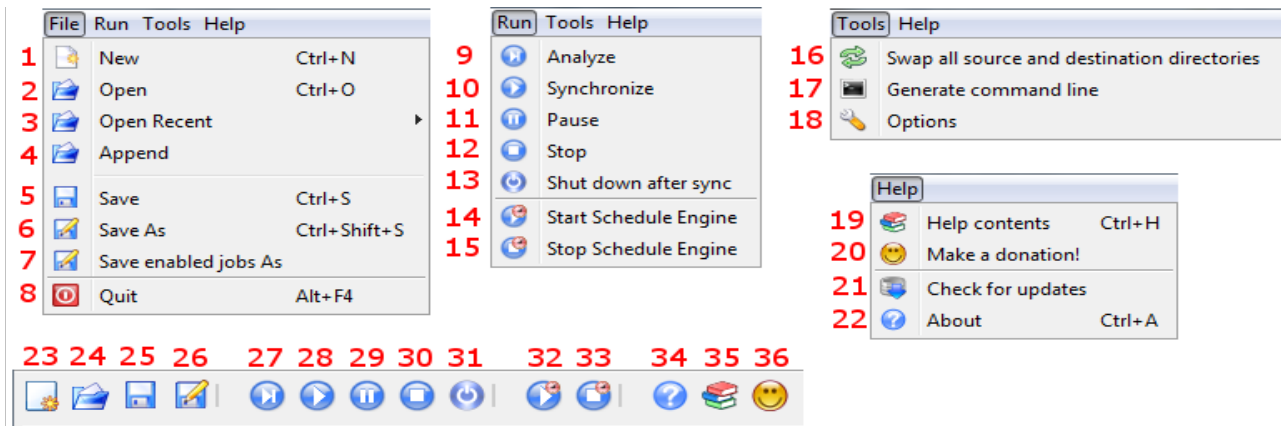 File Run Tools Help
1 New Ctrl+N
2 Open Ctrl+O
3 Open Recent
4 Append
5 Save Ctrl+S
6 Save As Ctrl+Shift+S
7 Save enabled jobs As
8 Quit Alt+F4
Run Tools Help
9 Analyze
10 Synchronize
11 Pause
12 Stop
13 Shut down after sync
14 Start Schedule Engine
15 Stop Schedule Engine
Tools Help
16 Swap all source and destination directories
17 Generate command line
18 Options
Help
19 Help contents Ctrl+H
20 Make a donation!
21 Check for updates
22 About Ctrl+A
23 24 25 26 27 28 29 30 31 32 33 34 35 36